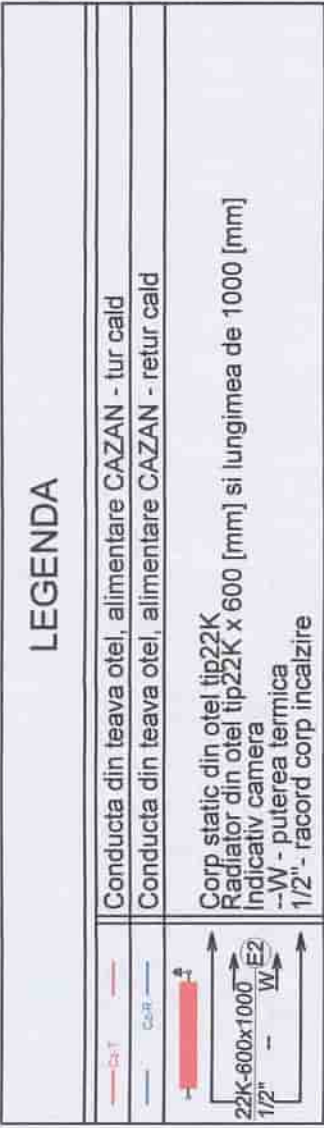 LEGENDA
Cz-T
Conducta din teava otel, alimentare CAZAN - tur cald
Cz-R
Conducta din teava otel, alimentare CAZAN - retur cald
Corp static din otel tip22K
Radiator din otel tip22K x 600 [mm] si lungimea de 1000 [mm]
Indicativ camera
--W - puterea termica
1/2"- racord corp incalzire
22K-600x1000 E2
1/2" -- W